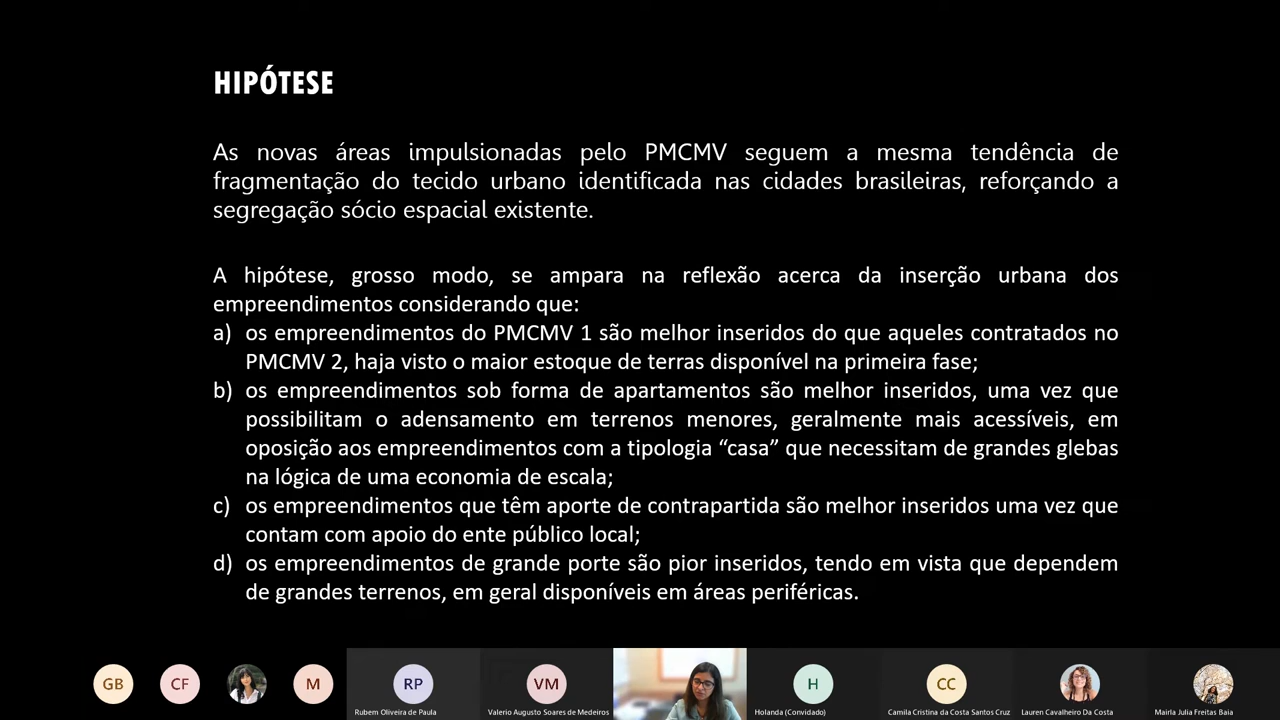 HIPÓTESE
As novas áreas impulsionadas pelo PMCMV seguem a mesma tendência de
fragmentação do tecido urbano identificada nas cidades brasileiras, reforçando a
segregação sócio espacial existente.
A hipótese, grosso modo, se ampara na reflexão acerca da inserção urbana dos
empreendimentos considerando que:
a) os empreendimentos do PMCMV 1 são melhor inseridos do que aqueles contratados no
PMCMV 2, haja visto o maior estoque de terras disponível na primeira fase;
b) os empreendimentos sob forma de apartamentos são melhor inseridos, uma vez que
possibilitam o adensamento em terrenos menores, geralmente mais acessíveis, em
oposição aos empreendimentos com a tipologia “casa” que necessitam de grandes glebas
na lógica de uma economia de escala;
c) os empreendimentos que têm aporte de contrapartida são melhor inseridos uma vez que
contam com apoio do ente público local;
d) os empreendimentos de grande porte são pior inseridos, tendo em vista que dependem
de grandes terrenos, em geral disponíveis em áreas periféricas.
GB CF M RP VM H CC
Rubem Oliveira de Paula Valerio Augusto Soares de Medeiros Holanda (Convidado) Camila Cristina da Costa Santos Cruz Lauren Cavalheiro Da Costa Mairla Julia Freitas Baia